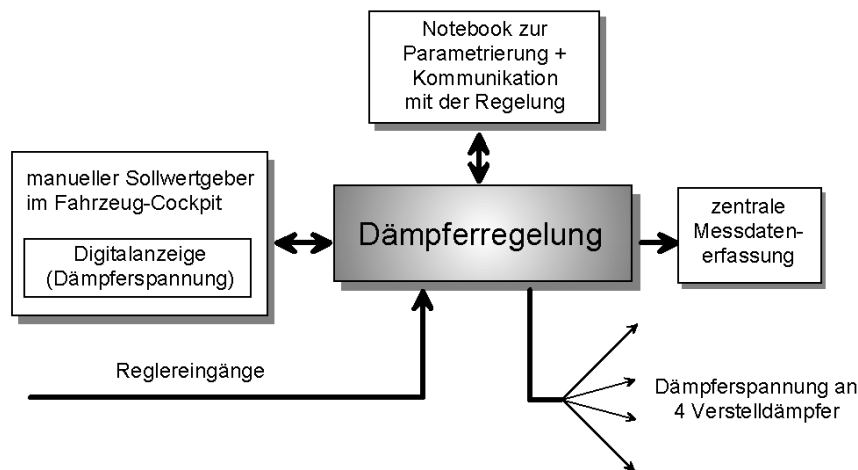 Notebook zur
Parametrierung +
Kommunikation
mit der Regelung
manueller Sollwertgeber
im Fahrzeug-Cockpit
Digitalanzeige
(Dämpferspannung)
Dämpferregelung
zentrale
Messdaten-
erfassung
Reglereingänge
Dämpferspannung an
4 Verstelldämpfer